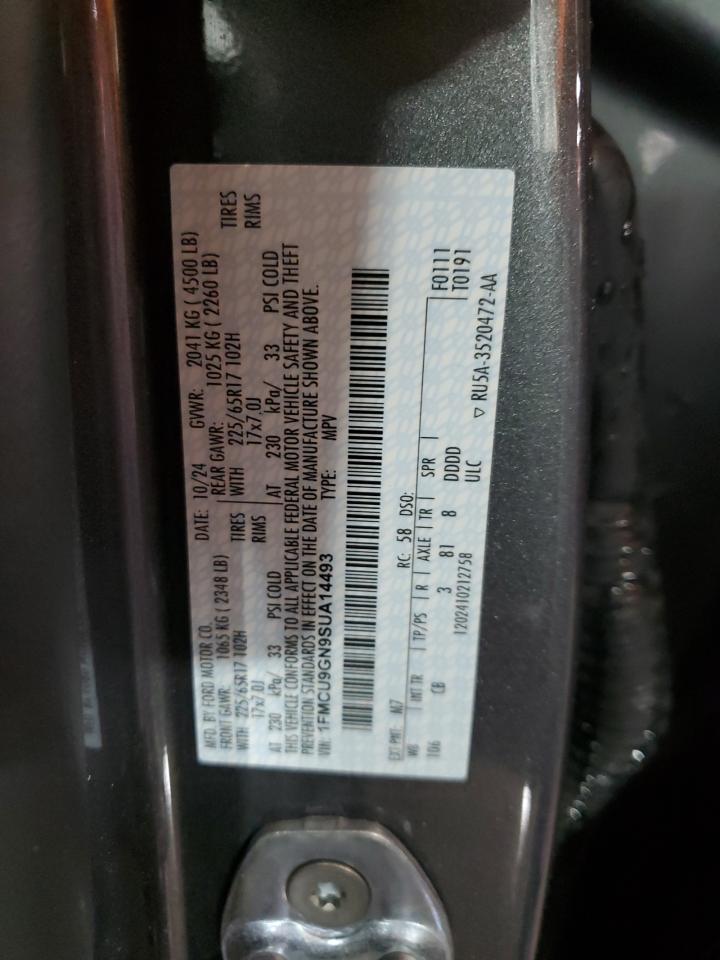 MFD. BY FORD MOTOR CO.
DATE: 10/24 GVWR: 2041 KG ( 4500 LB)
FRONT GAWR: 1065 KG ( 2348 LB) REAR GAWR: 1025 KG ( 2260 LB)
WITH 225/65R17 102H TIRES WITH 225/65R17 102H TIRES
17x7.0J RIMS 17x7.0J RIMS
AT 230 kPa/ 33 PSI COLD AT 230 kPa/ 33 PSI COLD
THIS VEHICLE CONFORMS TO ALL APPLICABLE FEDERAL MOTOR VEHICLE SAFETY AND THEFT
PREVENTION STANDARDS IN EFFECT ON THE DATE OF MANUFACTURE SHOWN ABOVE.
VIN: 1FMCU9GN9SUA14493 TYPE: MPV
EXT PNT: M7 RC: 58 DSO: F0111
WB INT TR TP/PS R AXLE TR SPR T0191
106 CB 3 81 8 DDDD
1202410212758 ULC ▽ RU5A-3520472-AA